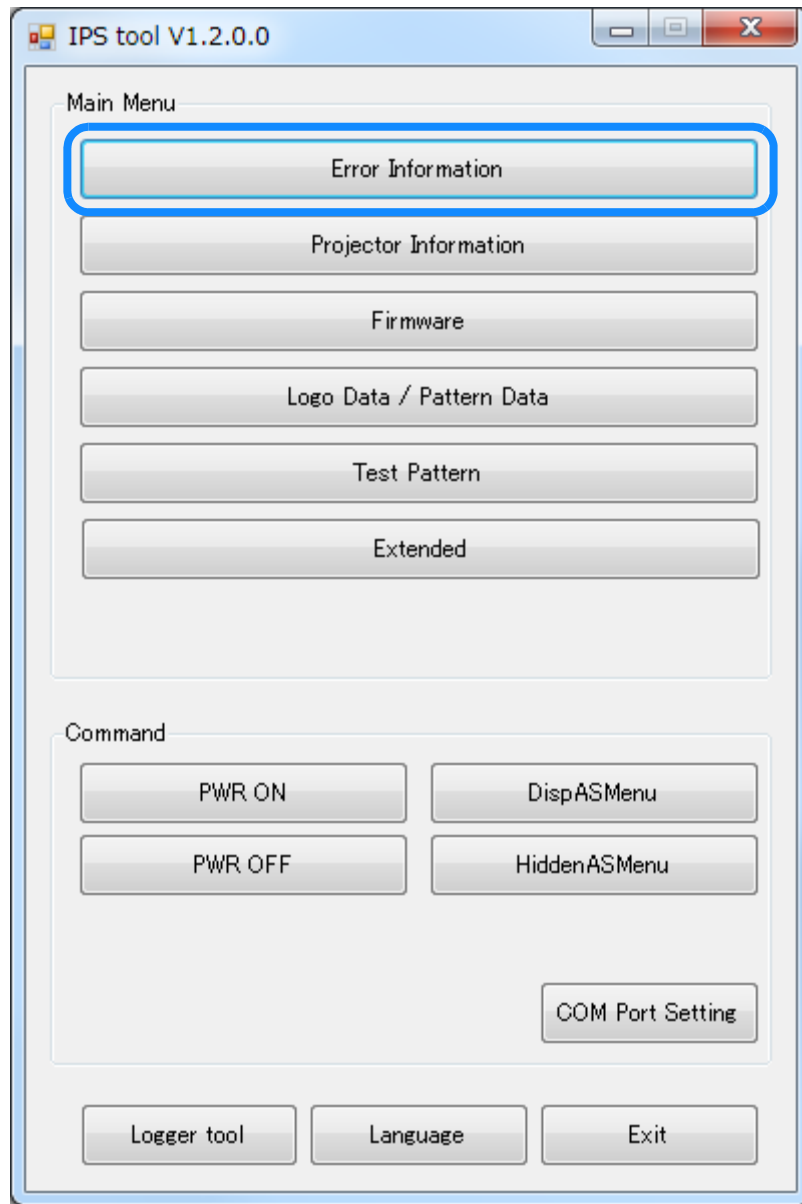 IPS tool V1.2.0.0
Main Menu
Error Information
Projector Information
Firmware
Logo Data / Pattern Data
Test Pattern
Extended
Command
PWR ON
DispASMenu
PWR OFF
HiddenASMenu
COM Port Setting
Logger tool
Language
Exit